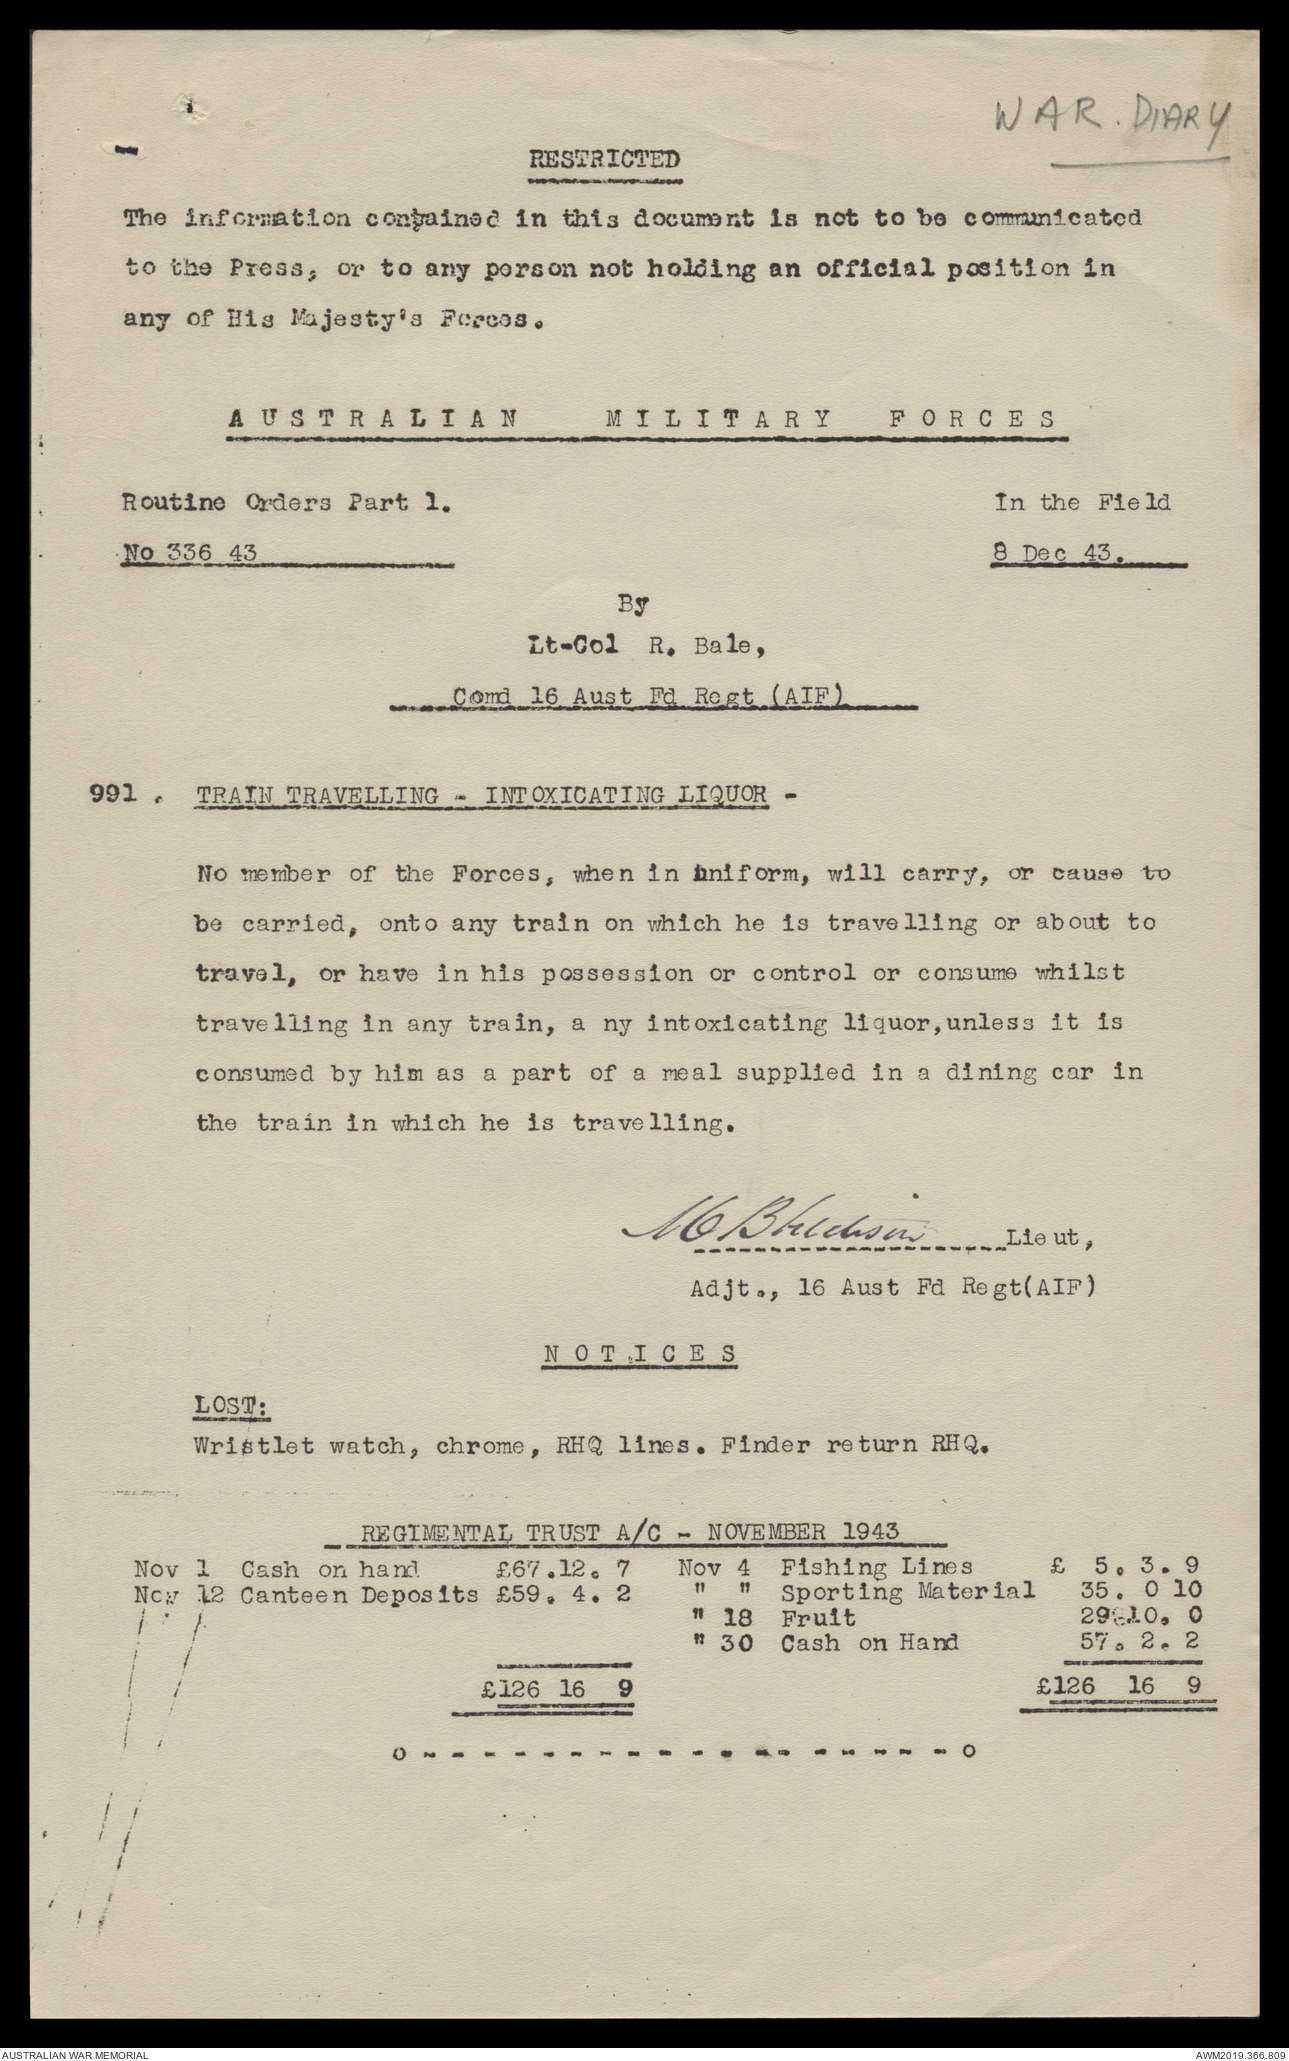 WAR. DIARY
RESTRICTED
The information contained in this document is not to be communicated
to the Press, or to any person not holding an official position in
any of His Majesty's Forces.
AUSTRALIAN MILITARY FORCES
Routine Orders Part 1. In the Field
No 336 43 8 Dec 43.
By
Lt-Col R. Bale,
Comd 16 Aust Fd Regt (AIF)
991. TRAIN TRAVELLING - INTOXICATING LIQUOR -
No member of the Forces, when in uniform, will carry, or cause to
be carried, onto any train on which he is travelling or about to
travel, or have in his possession or control or consume whilst
travelling in any train, a ny intoxicating liquor,unless it is
consumed by him as a part of a meal supplied in a dining car in
the train in which he is travelling.
Lieut,
Adjt., 16 Aust Fd Regt(AIF)
NOTICES
LOST:
Wristlet watch, chrome, RHQ lines. Finder return RHQ.
REGIMENTAL TRUST A/C - NOVEMBER 1943
Nov 1 Cash on hand £67.12. 7 Nov 4 Fishing Lines £ 5. 3. 9
Nov 12 Canteen Deposits £59. 4. 2 " " Sporting Material 35. 0 10
" 18 Fruit 29.10. 0
" 30 Cash on Hand 57. 2. 2
£126 16 9 £126 16 9
o - - - - - - - - - - - - - - - - - - o
AUSTRALIAN WAR MEMORIAL AWM2019.366.809